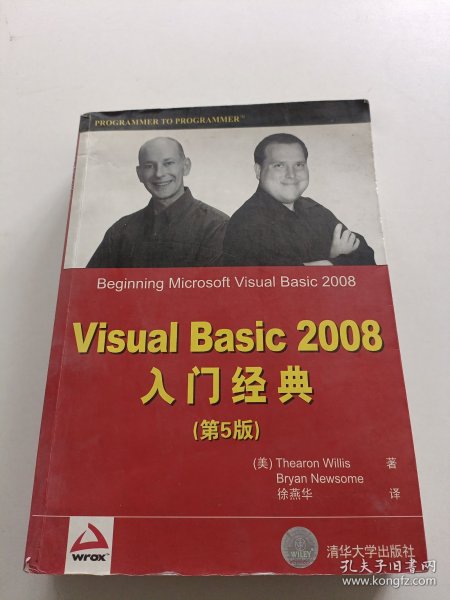 PROGRAMMER TO PROGRAMMER™
Beginning Microsoft Visual Basic 2008
Visual Basic 2008
入门经典
(第5版)
(美) Thearon Willis 著
Bryan Newsome
徐燕华 译
wrox™
WILEY
清华大学出版社
孔夫子旧书网
www.kongfz.com